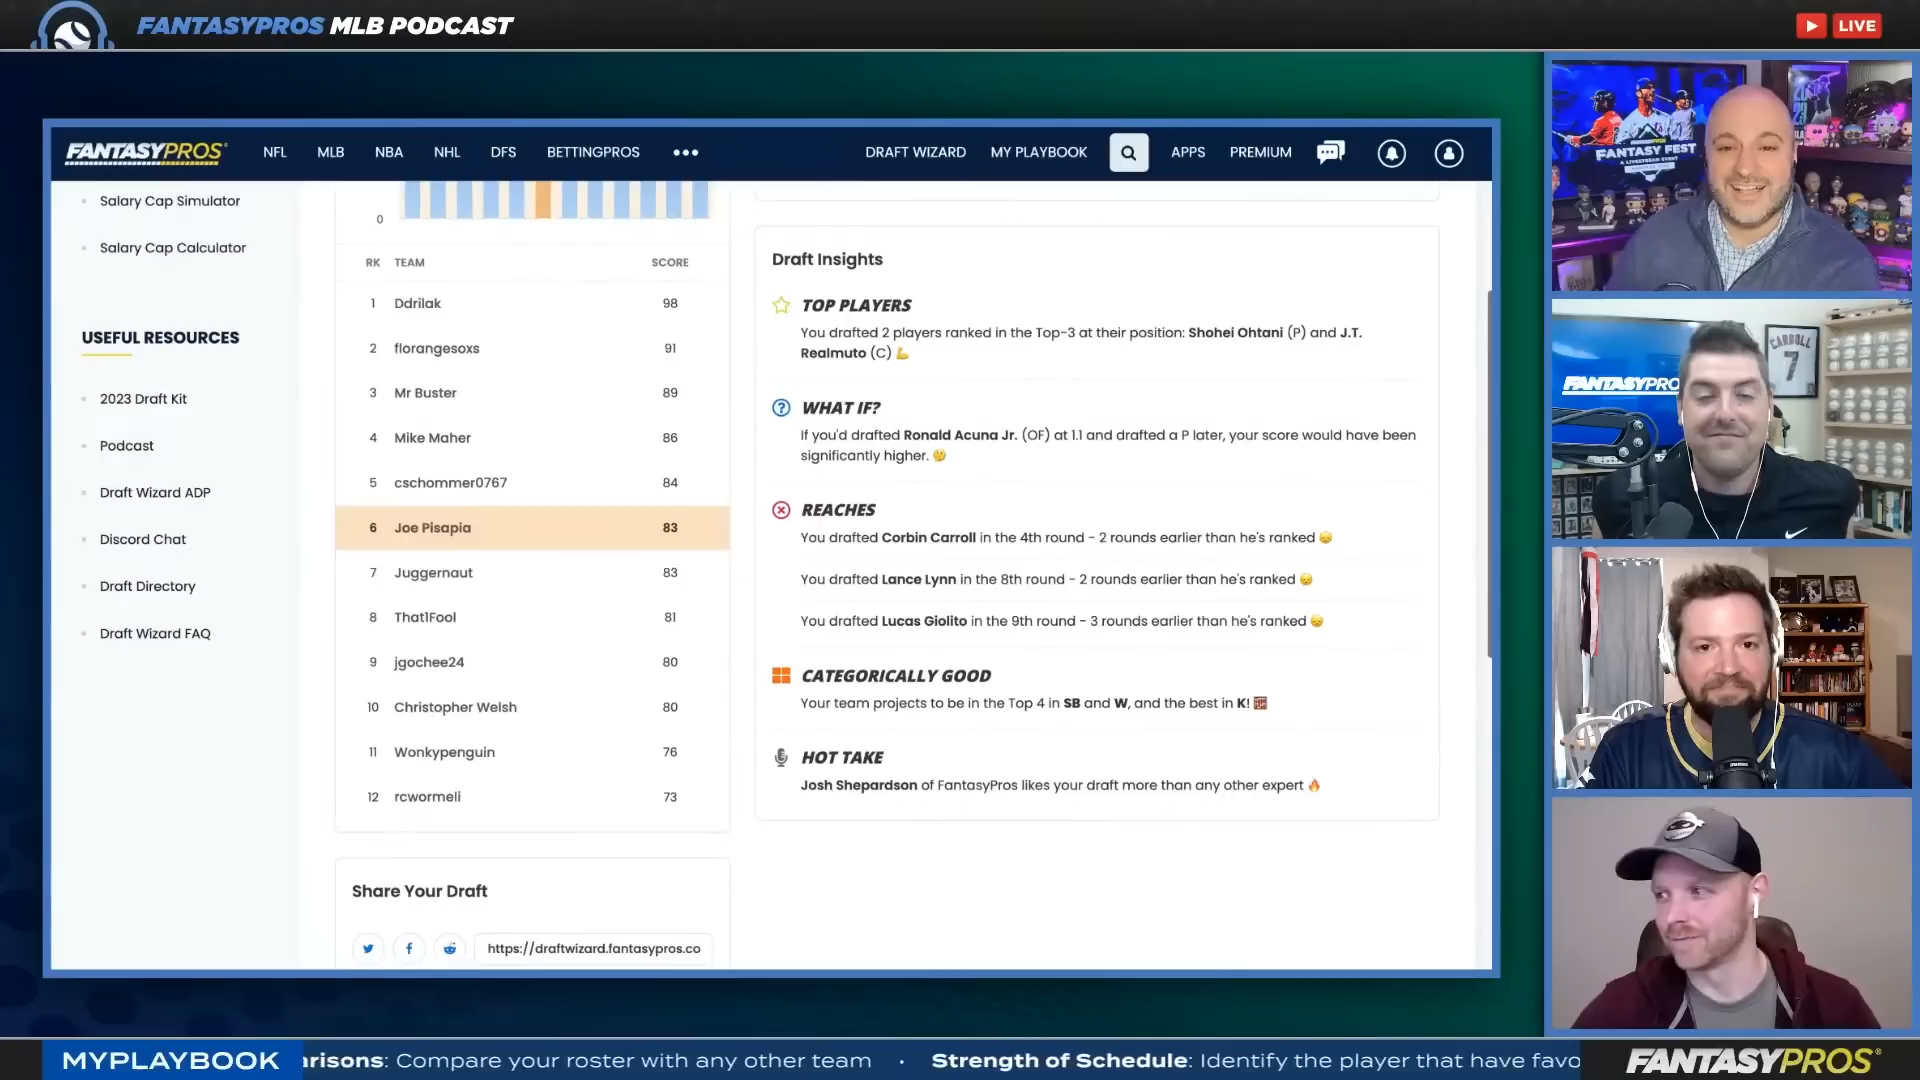 FANTASYPROS MLB PODCAST
LIVE
FANTASYPROS
NFL
MLB
NBA
NHL
DFS
BETTINGPROS
DRAFT WIZARD
MY PLAYBOOK
APPS
PREMIUM
Salary Cap Simulator
Salary Cap Calculator
USEFUL RESOURCES
2023 Draft Kit
Podcast
Draft Wizard ADP
Discord Chat
Draft Directory
Draft Wizard FAQ
0
RK TEAM SCORE
1 Ddrilak 98
2 florangesoxs 91
3 Mr Buster 89
4 Mike Maher 86
5 cschommer0767 84
6 Joe Pisapia 83
7 Juggernaut 83
8 That1Fool 81
9 jgochee24 80
10 Christopher Welsh 80
11 Wonkypenguin 76
12 rcwormeli 73
Share Your Draft
https://draftwizard.fantasypros.co
Draft Insights
TOP PLAYERS
You drafted 2 players ranked in the Top-3 at their position: Shohei Ohtani (P) and J.T.
Realmuto (C) 💪
WHAT IF?
If you'd drafted Ronald Acuna Jr. (OF) at 1.1 and drafted a P later, your score would have been
significantly higher. 🤔
REACHES
You drafted Corbin Carroll in the 4th round - 2 rounds earlier than he's ranked 😞
You drafted Lance Lynn in the 8th round - 2 rounds earlier than he's ranked 😞
You drafted Lucas Giolito in the 9th round - 3 rounds earlier than he's ranked 😞
CATEGORICALLY GOOD
Your team projects to be in the Top 4 in SB and W, and the best in K!
HOT TAKE
Josh Shepardson of FantasyPros likes your draft more than any other expert 🔥
FANTASY FEST
& LIVESTREAM EVENT
FANTASYPRO
CARROLL
7
MYPLAYBOOK
arisons: Compare your roster with any other team • Strength of Schedule: Identify the player that have favo
FANTASYPROS